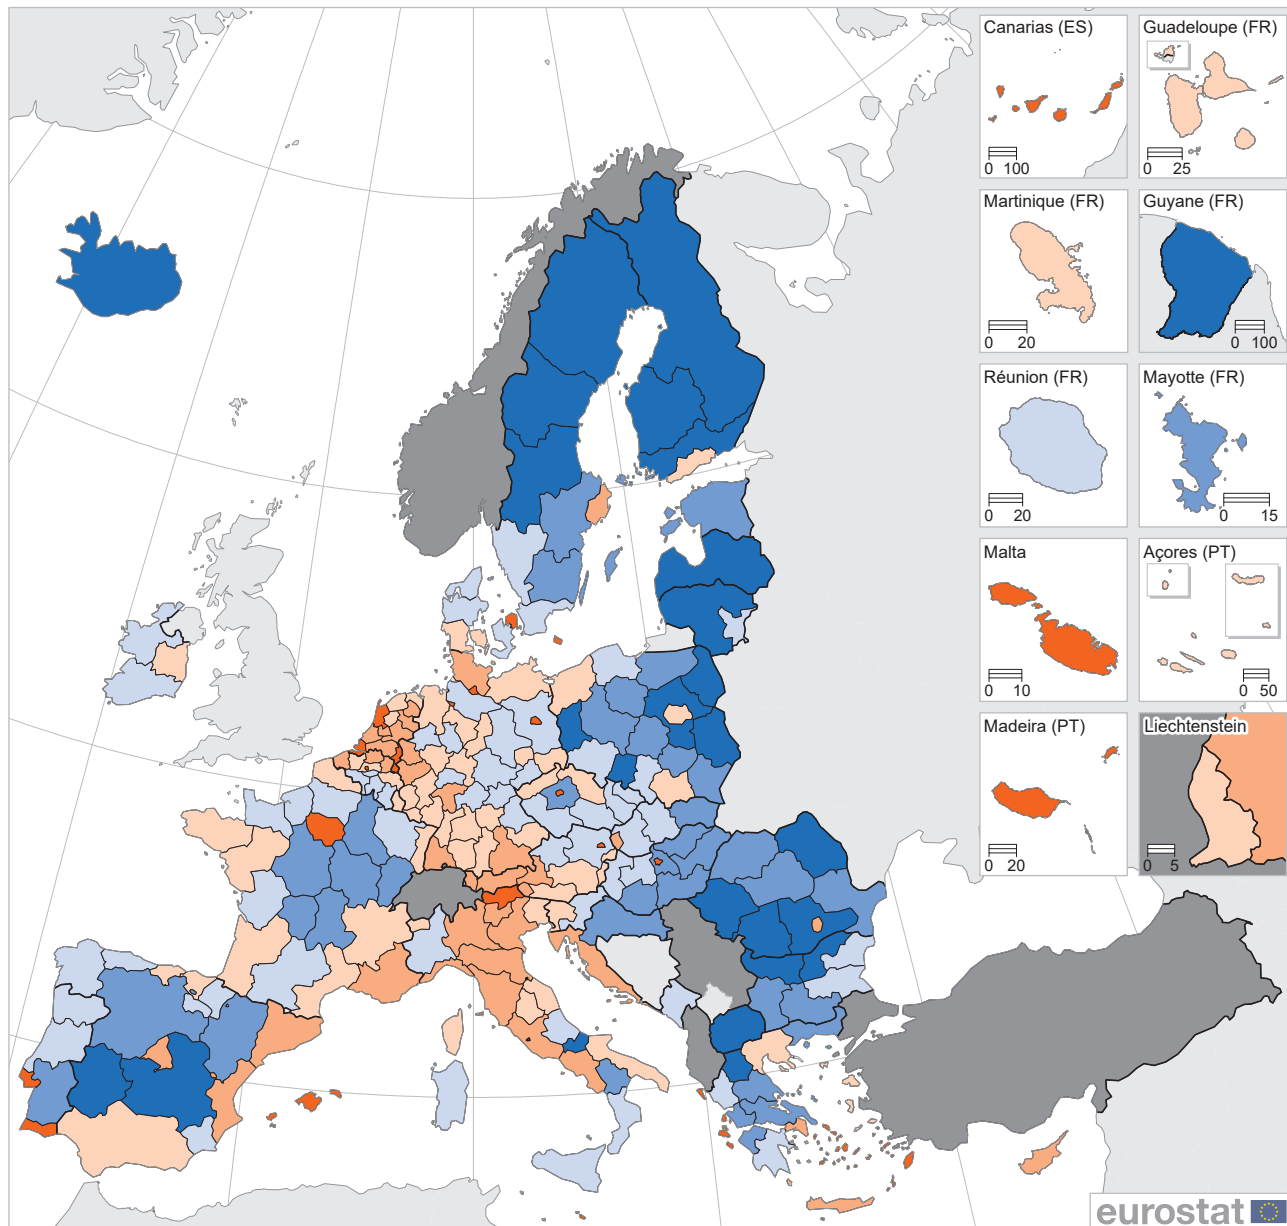 Canarias (ES)
0 100
Guadeloupe (FR)
0 25
Martinique (FR)
0 20
Guyane (FR)
0 100
Réunion (FR)
0 20
Mayotte (FR)
0 15
Malta
0 10
Açores (PT)
0 50
Madeira (PT)
0 20
Liechtenstein
0 5
eurostat